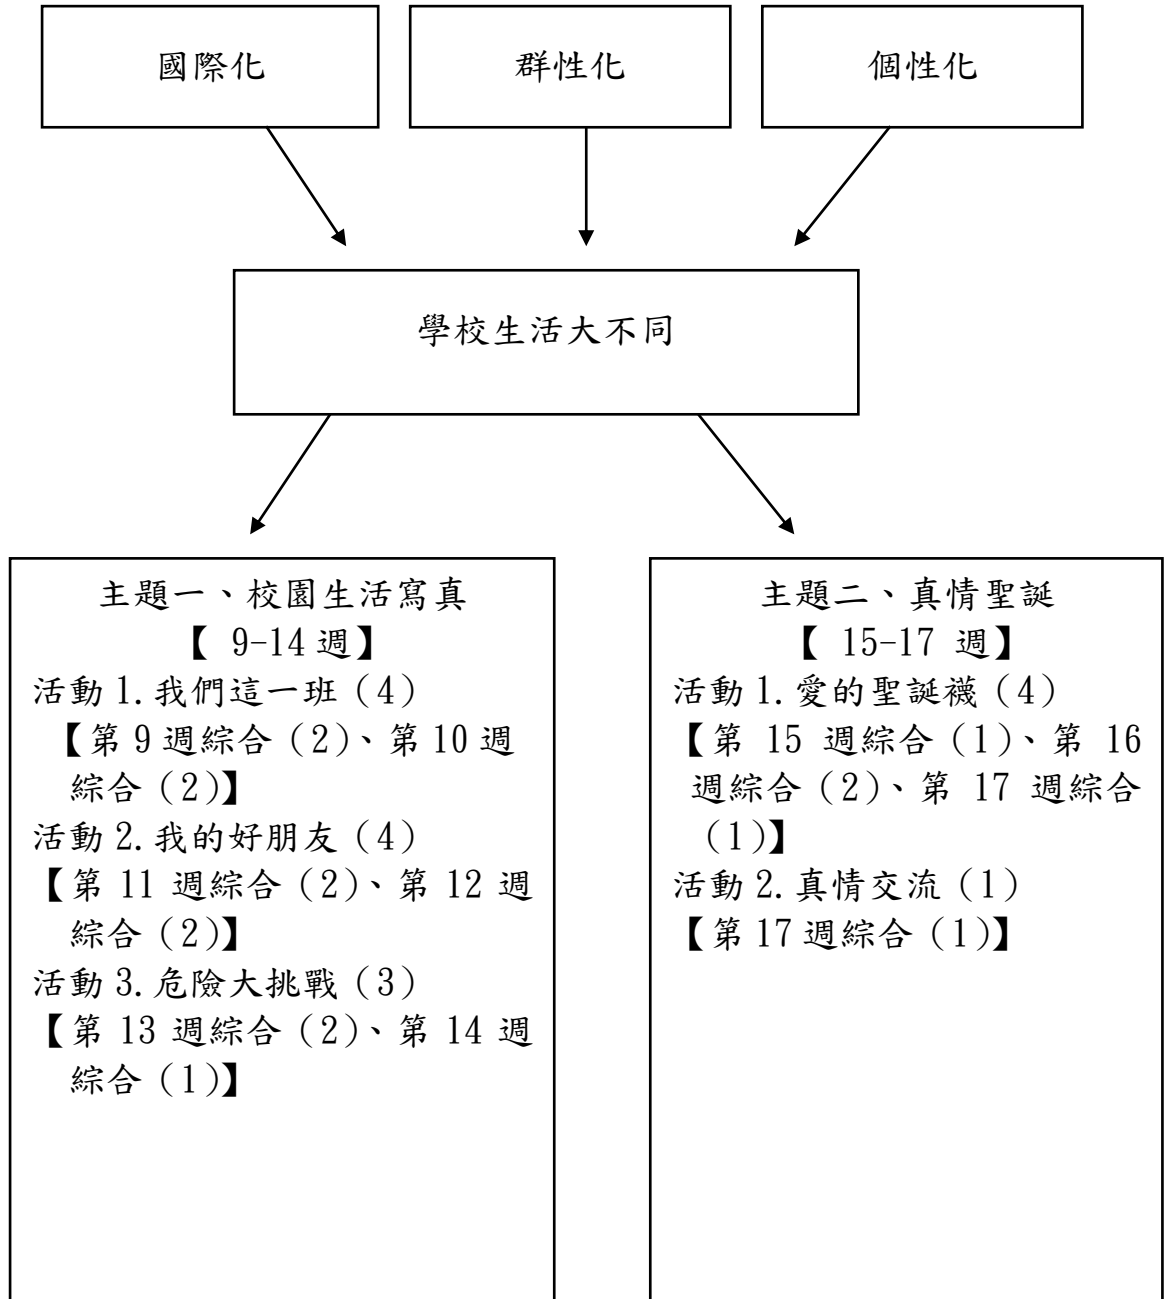 國際化
群性化
個性化
學校生活大不同
主題一、校園生活寫真
【 9-14週】
活動1.我們這一班（4）
【第9週綜合（2）、第10週
綜合（2）】
活動2.我的好朋友（4）
【第 11 週綜合（2）、第 12 週
綜合（2）】
活動3.危險大挑戰（3）
【第 13 週綜合（2）、第 14 週
綜合（1）】
主題二、真情聖誕
【 15-17 週】
活動1.愛的聖誕襪（4）
【第 15 週綜合（1）、第 16
週綜合（2）、第 17 週綜合
（1）】
活動2.真情交流（1）
【第17週綜合（1）】